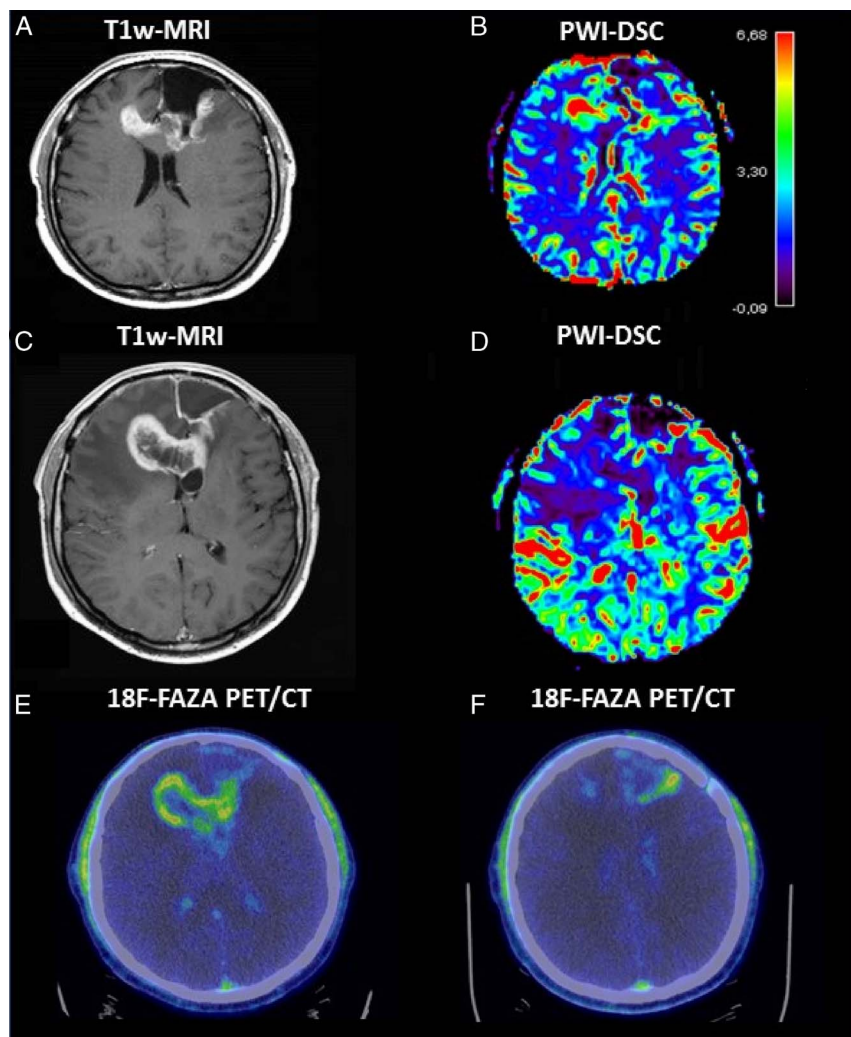 A
T1w-MRI
B
PWI-DSC
6,68
3,30
-0,09
C
T1w-MRI
D
PWI-DSC
E
18F-FAZA PET/CT
F
18F-FAZA PET/CT